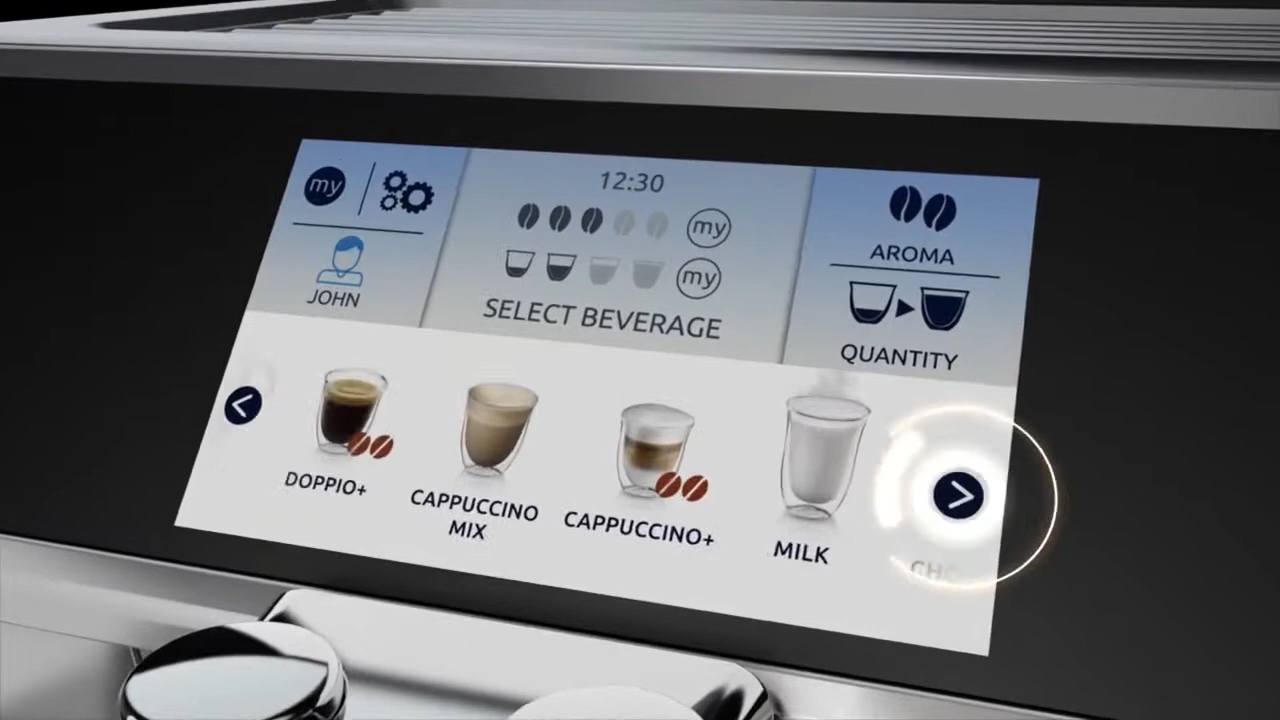 my
JOHN
12:30
my
my
SELECT BEVERAGE
AROMA
QUANTITY
DOPPIO+
CAPPUCCINO
MIX
CAPPUCCINO+
MILK